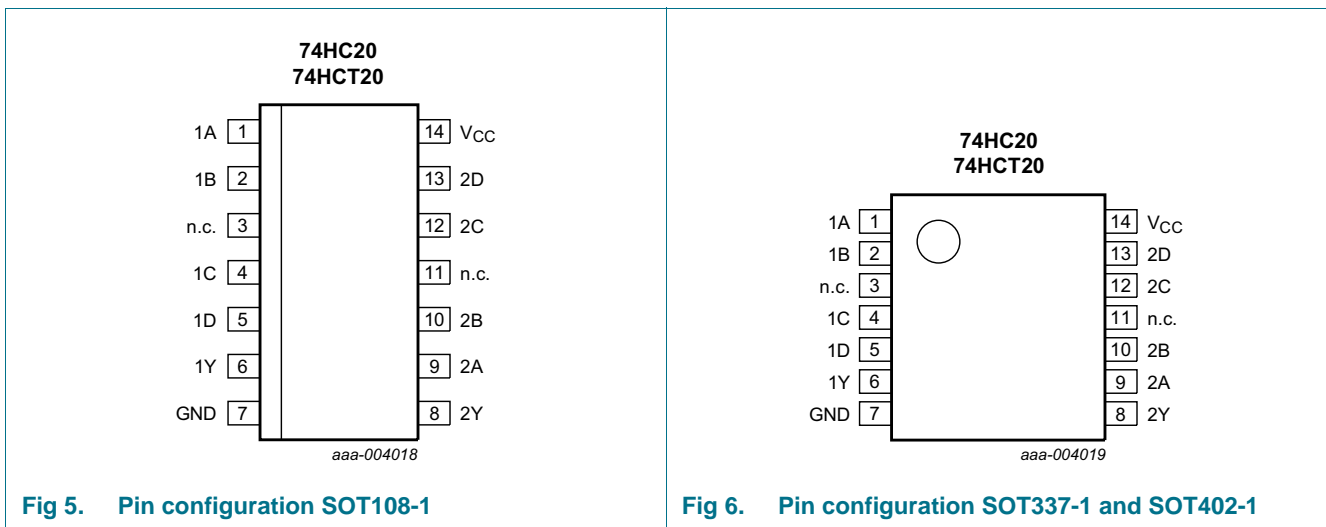 74HC20
74HCT20
1A 1 14 VCC
1B 2 13 2D
n.c. 3 12 2C
1C 4 11 n.c.
1D 5 10 2B
1Y 6 9 2A
GND 7 8 2Y
aaa-004018
Fig 5. Pin configuration SOT108-1
74HC20
74HCT20
1A 1 14 VCC
1B 2 13 2D
n.c. 3 12 2C
1C 4 11 n.c.
1D 5 10 2B
1Y 6 9 2A
GND 7 8 2Y
aaa-004019
Fig 6. Pin configuration SOT337-1 and SOT402-1